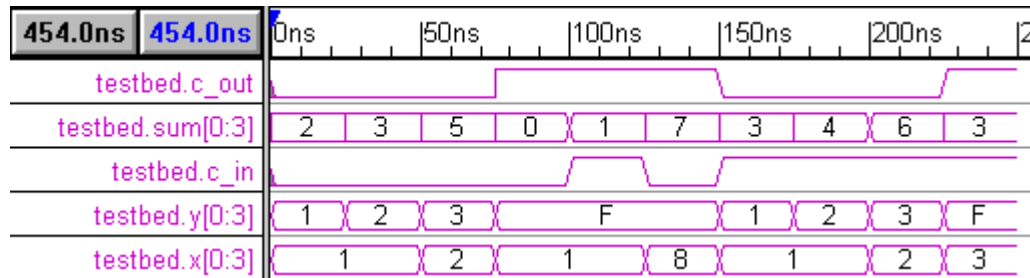 454.0ns 454.0ns 0ns 50ns 100ns 150ns 200ns 2
testbed.c_out
testbed.sum[0:3] 2 3 5 0 1 7 3 4 6 3
testbed.c_in
testbed.y[0:3] 1 2 3 F 1 2 3 F
testbed.x[0:3] 1 2 1 8 1 2 3